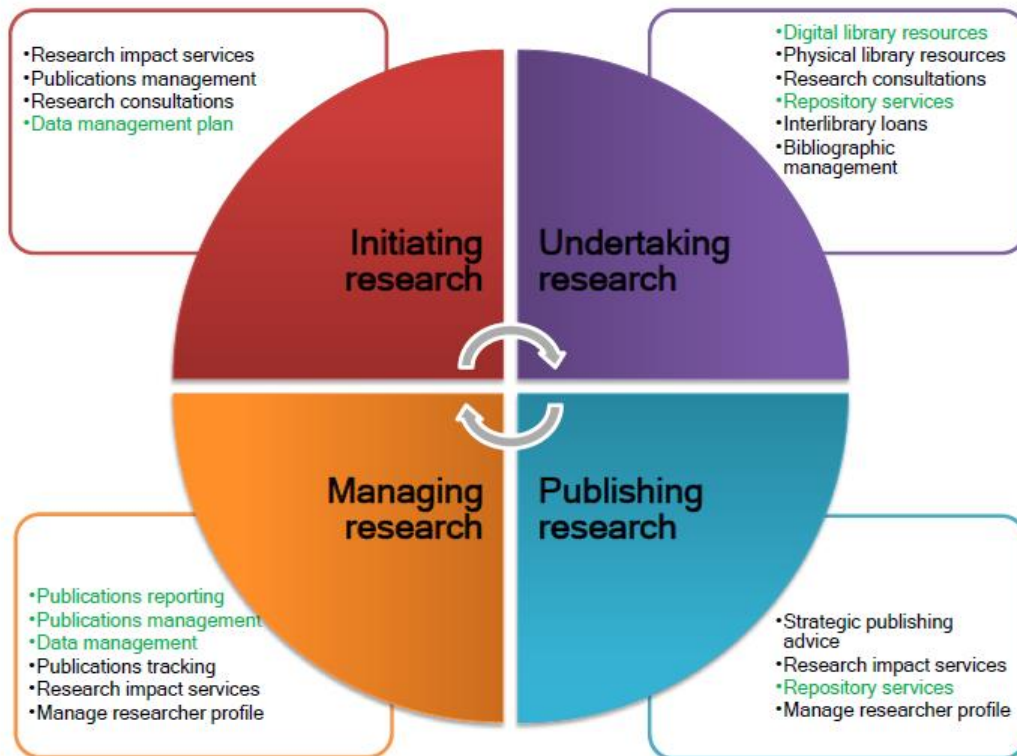 •Research impact services
•Publications management
•Research consultations
•Data management plan
•Digital library resources
•Physical library resources
•Research consultations
•Repository services
•Interlibrary loans
•Bibliographic
management
Initiating
research
Undertaking
research
Managing
research
Publishing
research
•Publications reporting
•Publications management
•Data management
•Publications tracking
•Research impact services
•Manage researcher profile
•Strategic publishing
advice
•Research impact services
•Repository services
•Manage researcher profile